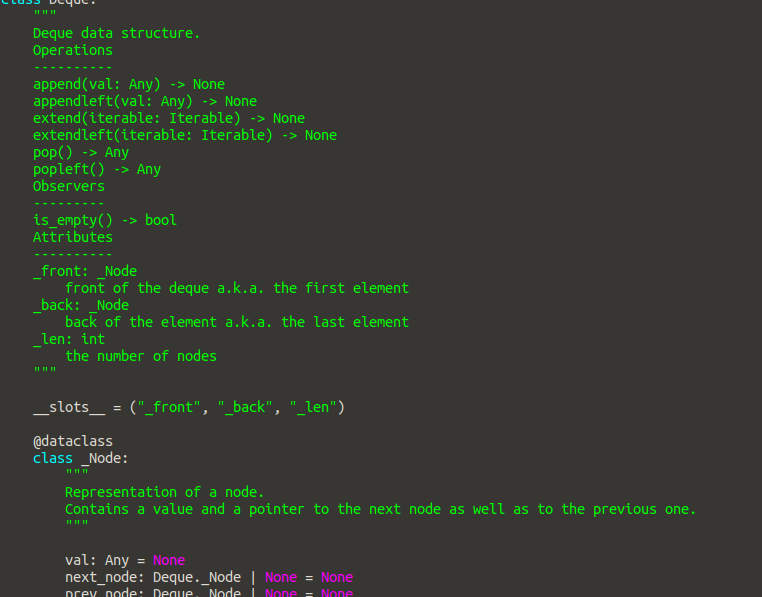 class Deque:
    """
    Deque data structure.
    Operations
    ----------
    append(val: Any) -> None
    appendleft(val: Any) -> None
    extend(iterable: Iterable) -> None
    extendleft(iterable: Iterable) -> None
    pop() -> Any
    popleft() -> Any
    Observers
    ---------
    is_empty() -> bool
    Attributes
    ----------
    _front: _Node
        front of the deque a.k.a. the first element
    _back: _Node
        back of the element a.k.a. the last element
    _len: int
        the number of nodes
    """
    __slots__ = ("_front", "_back", "_len")
    @dataclass
    class _Node:
        """
        Representation of a node.
        Contains a value and a pointer to the next node as well as to the previous one.
        """
        val: Any = None
        next_node: Deque._Node | None = None
        prev_node: Deque._Node | None = None